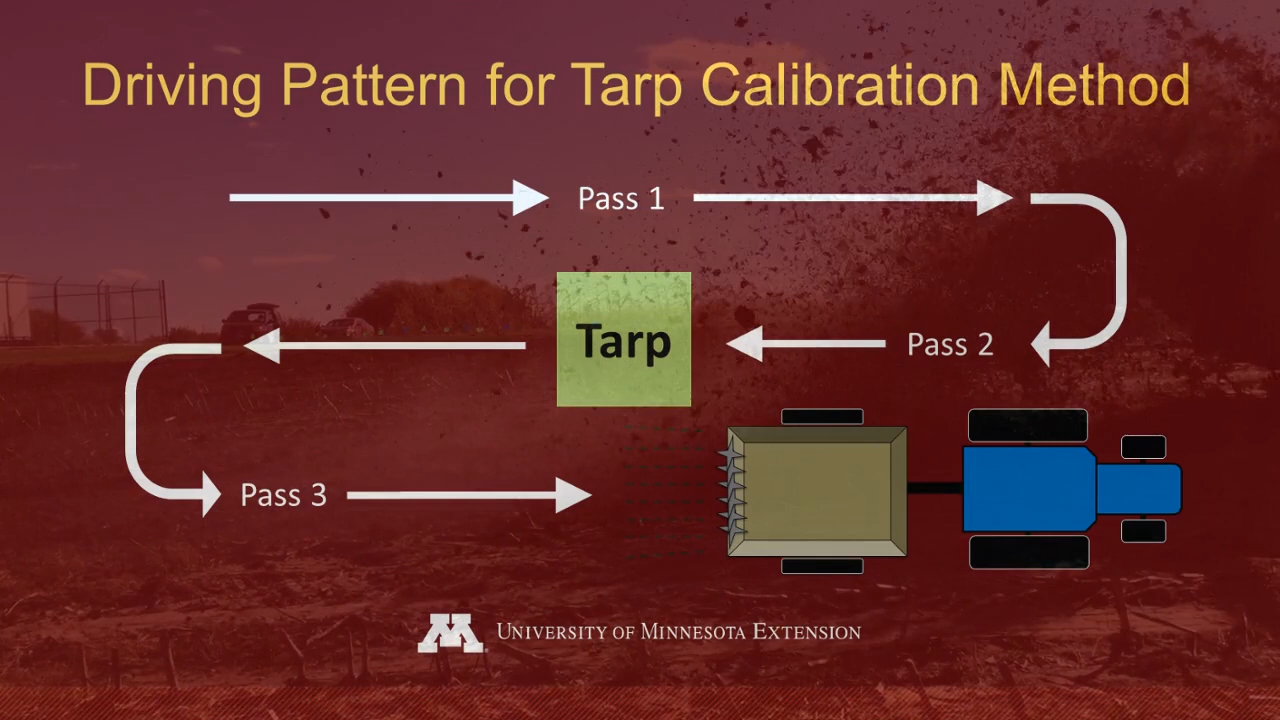 Driving Pattern for Tarp Calibration Method
Pass 1
Tarp
Pass 2
Pass 3
M
UNIVERSITY OF MINNESOTA EXTENSION